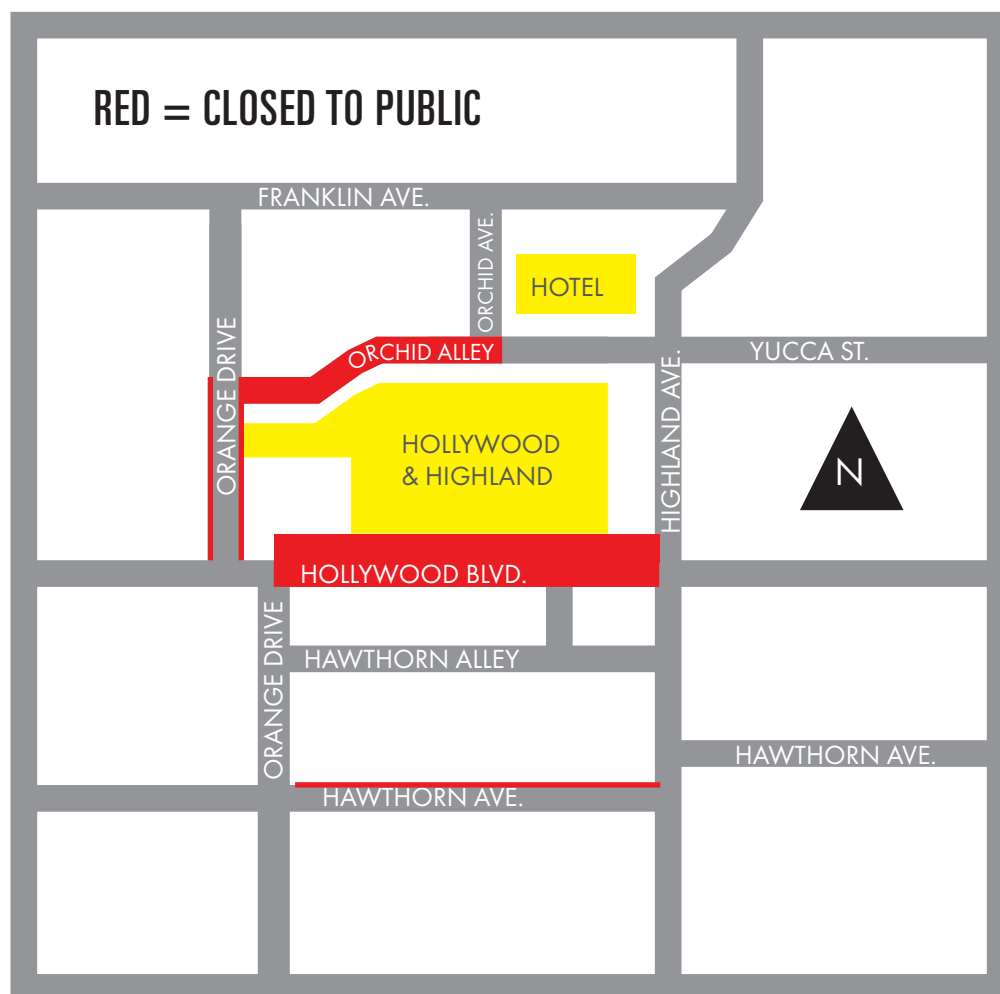 RED = CLOSED TO PUBLIC
FRANKLIN AVE.
ORCHID AVE.
HOTEL
ORANGE DRIVE
ORCHID ALLEY
YUCCA ST.
HIGHLAND AVE.
HOLLYWOOD
& HIGHLAND
N
HOLLYWOOD BLVD.
ORANGE DRIVE
HAWTHORN ALLEY
HAWTHORN AVE.
HAWTHORN AVE.